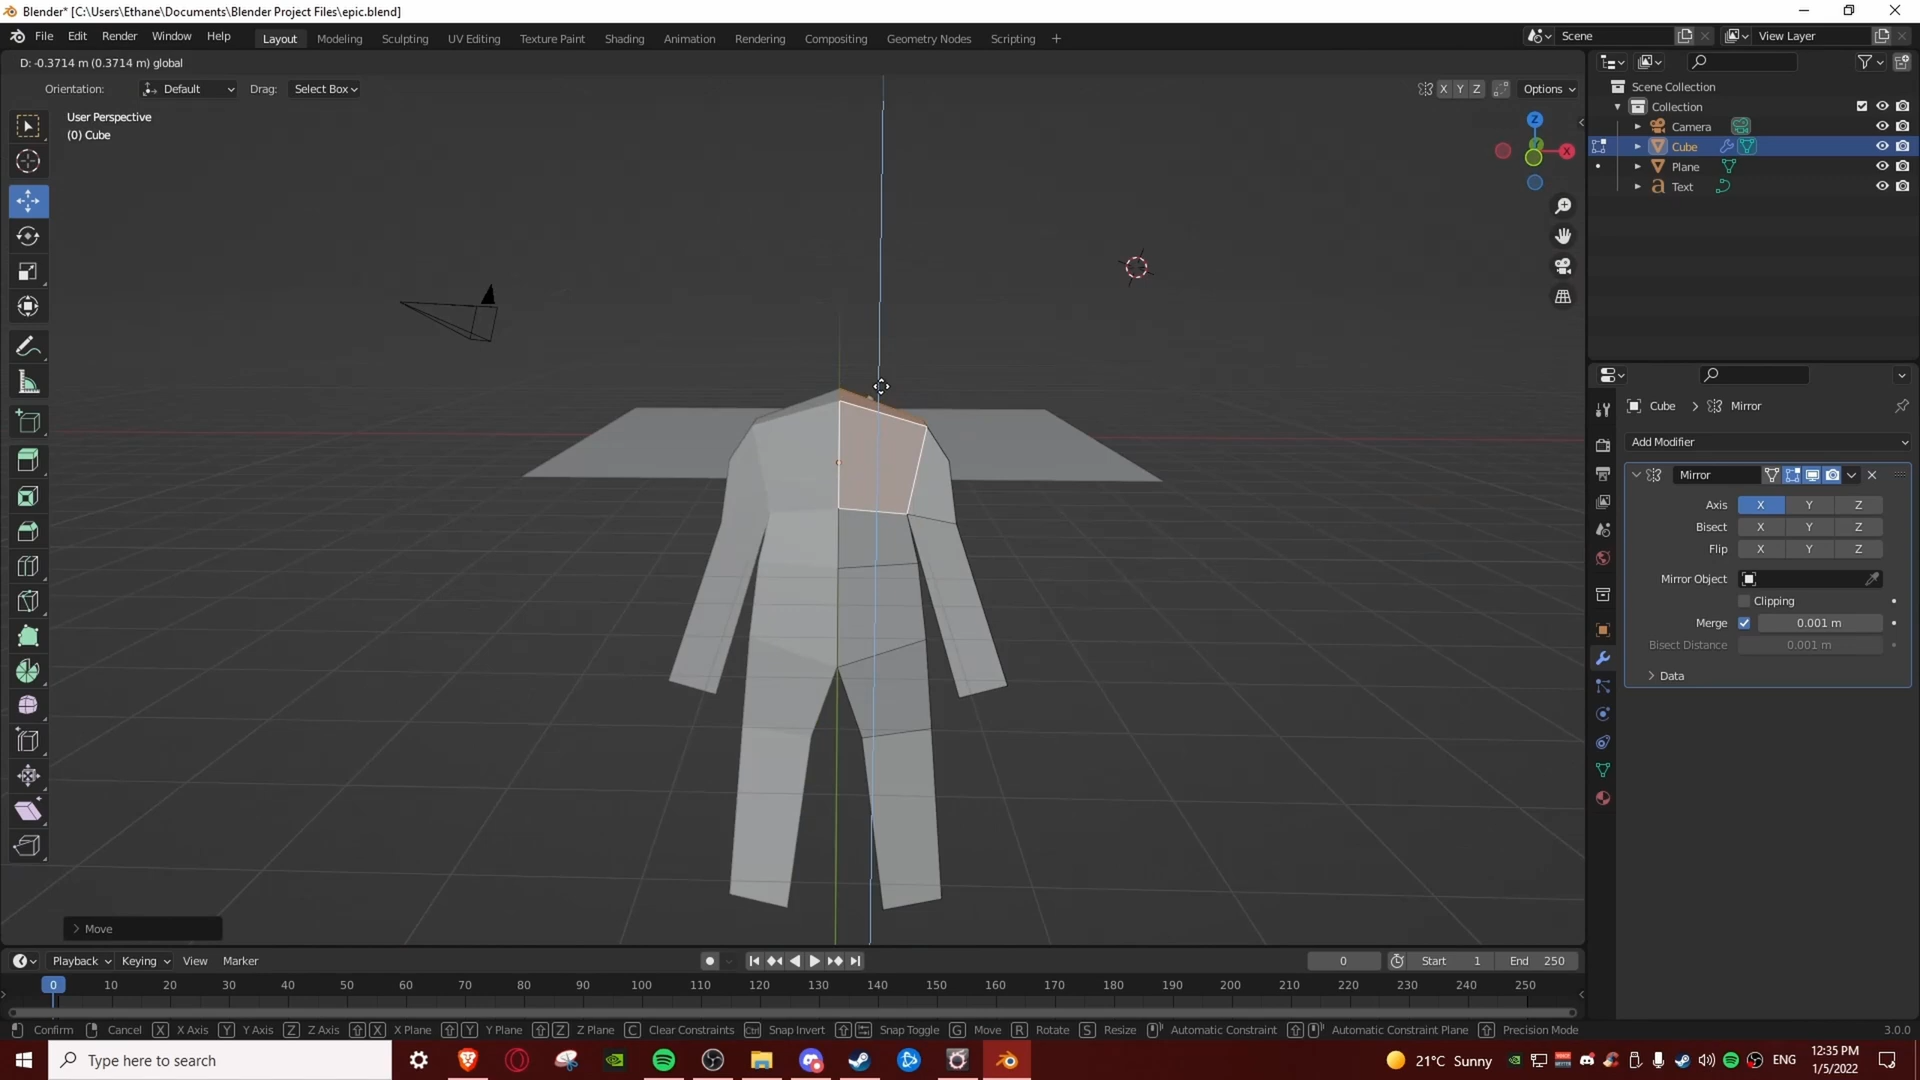 Blender* [C:\Users\Ethane\Documents\Blender Project Files\epic.blend]
File Edit Render Window Help Layout Modeling Sculpting UV Editing Texture Paint Shading Animation Rendering Compositing Geometry Nodes Scripting + Scene View Layer
D: -0.3714 m (0.3714 m) global
Orientation: Default Drag: Select Box X Y Z Options
User Perspective
(0) Cube
Z
X
Y
Scene Collection
Collection
Camera
Cube
Plane
Text
Cube > Mirror
Add Modifier
Mirror
Axis X Y Z
Bisect X Y Z
Flip X Y Z
Mirror Object
Clipping
Merge 0.001 m
Bisect Distance 0.001 m
> Data
> Move
Playback Keying View Marker 0 Start 1 End 250
0 10 20 30 40 50 60 70 80 90 100 110 120 130 140 150 160 170 180 190 200 210 220 230 240 250
Confirm Cancel X X Axis Y Y Axis Z Z Axis X X Plane Y Y Plane Z Z Plane C Clear Constraints Ctrl Snap Invert Snap Toggle G Move R Rotate S Resize Automatic Constraint Automatic Constraint Plane Precision Mode 3.0.0
Type here to search 21°C Sunny ENG 12:35 PM
1/5/2022